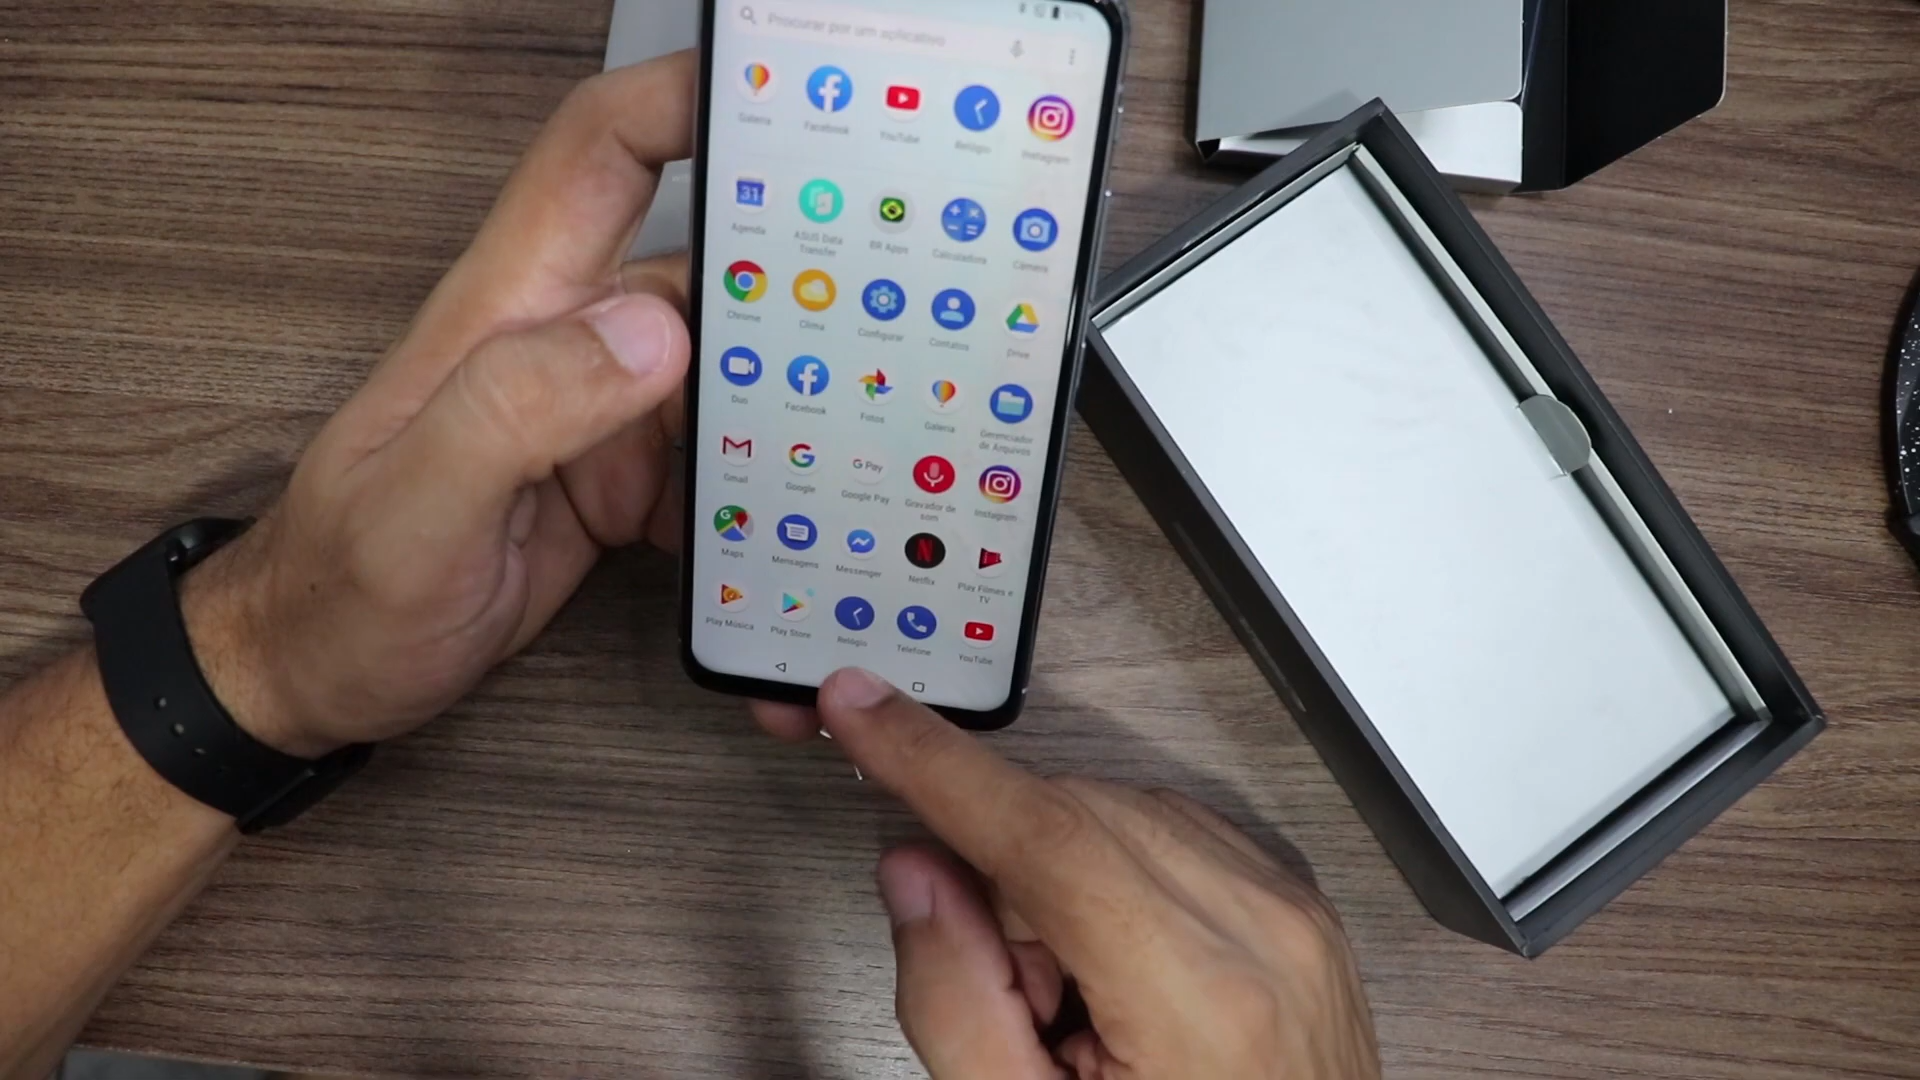 Procurar por um aplicativo
Galeria Facebook YouTube Relógio Instagram
31
Agenda ASUS Data Transfer BR Apps Calculadora Câmera
Chrome Clima Configurar Contatos Drive
Duo Facebook Fotos Galeria Gerenciador de Arquivos
G Pay
Gmail Google Google Pay Gravador de som Instagram
Maps Mensagens Messenger Netflix Play Filmes e TV
Play Música Play Store Relógio Telefone YouTube